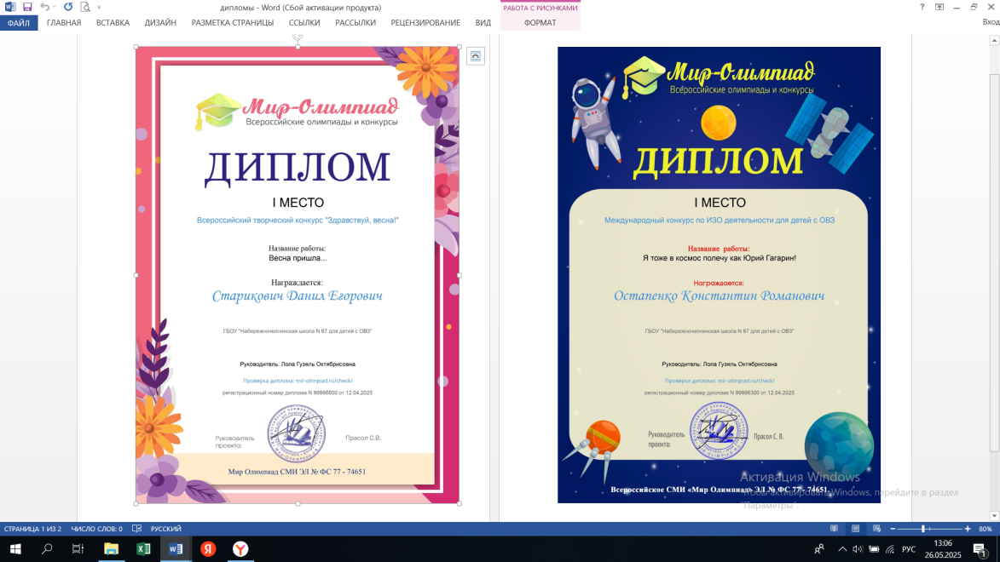 дипломы - Word (Сбой активации продукта)
РАБОТА С РИСУНКАМИ
ФАЙЛ ГЛАВНАЯ ВСТАВКА ДИЗАЙН РАЗМЕТКА СТРАНИЦЫ ССЫЛКИ РАССЫЛКИ РЕЦЕНЗИРОВАНИЕ ВИД ФОРМАТ Вход
Мир-Олимпиад
Всероссийские олимпиады и конкурсы
ДИПЛОМ
I МЕСТО
Всероссийский творческий конкурс "Здравствуй, весна!"
Название работы:
Весна пришла...
Награждается:
Старикович Данил Егорович
ГБОУ "Набережночелнинская школа N 67 для детей с ОВЗ"
Руководитель: Лола Гузяль Октябрисовна
Проверка диплома: mir-olimpiad.ru/check/
регистрационный номер диплома N 99996800 от 12.04.2025
Руководитель
проекта:
Прасол С.В.
Мир Олимпиад СМИ ЭЛ № ФС 77 - 74651
Мир-Олимпиад
Всероссийские олимпиады и конкурсы
ДИПЛОМ
I МЕСТО
Международный конкурс по ИЗО деятельности для детей с ОВЗ
Название работы:
Я тоже в космос полечу как Юрий Гагарин!
Награждается:
Остапенко Константин Романович
ГБОУ "Набережночелнинская школа N 67 для детей с ОВЗ"
Руководитель: Лола Гузяль Октябрисовна
Проверка диплома: mir-olimpiad.ru/check/
регистрационный номер диплома N 99996300 от 12.04.2025
Руководитель
проекта:
Прасол С. В.
Всероссийское СМИ «Мир Олимпиад» ЭЛ № ФС 77 - 74651.
Активация Windows
Чтобы активировать Windows, перейдите в раздел
"Параметры".
СТРАНИЦА 1 ИЗ 2 ЧИСЛО СЛОВ: 0 РУССКИЙ 80%
РУС
13:06
26.05.2025
1